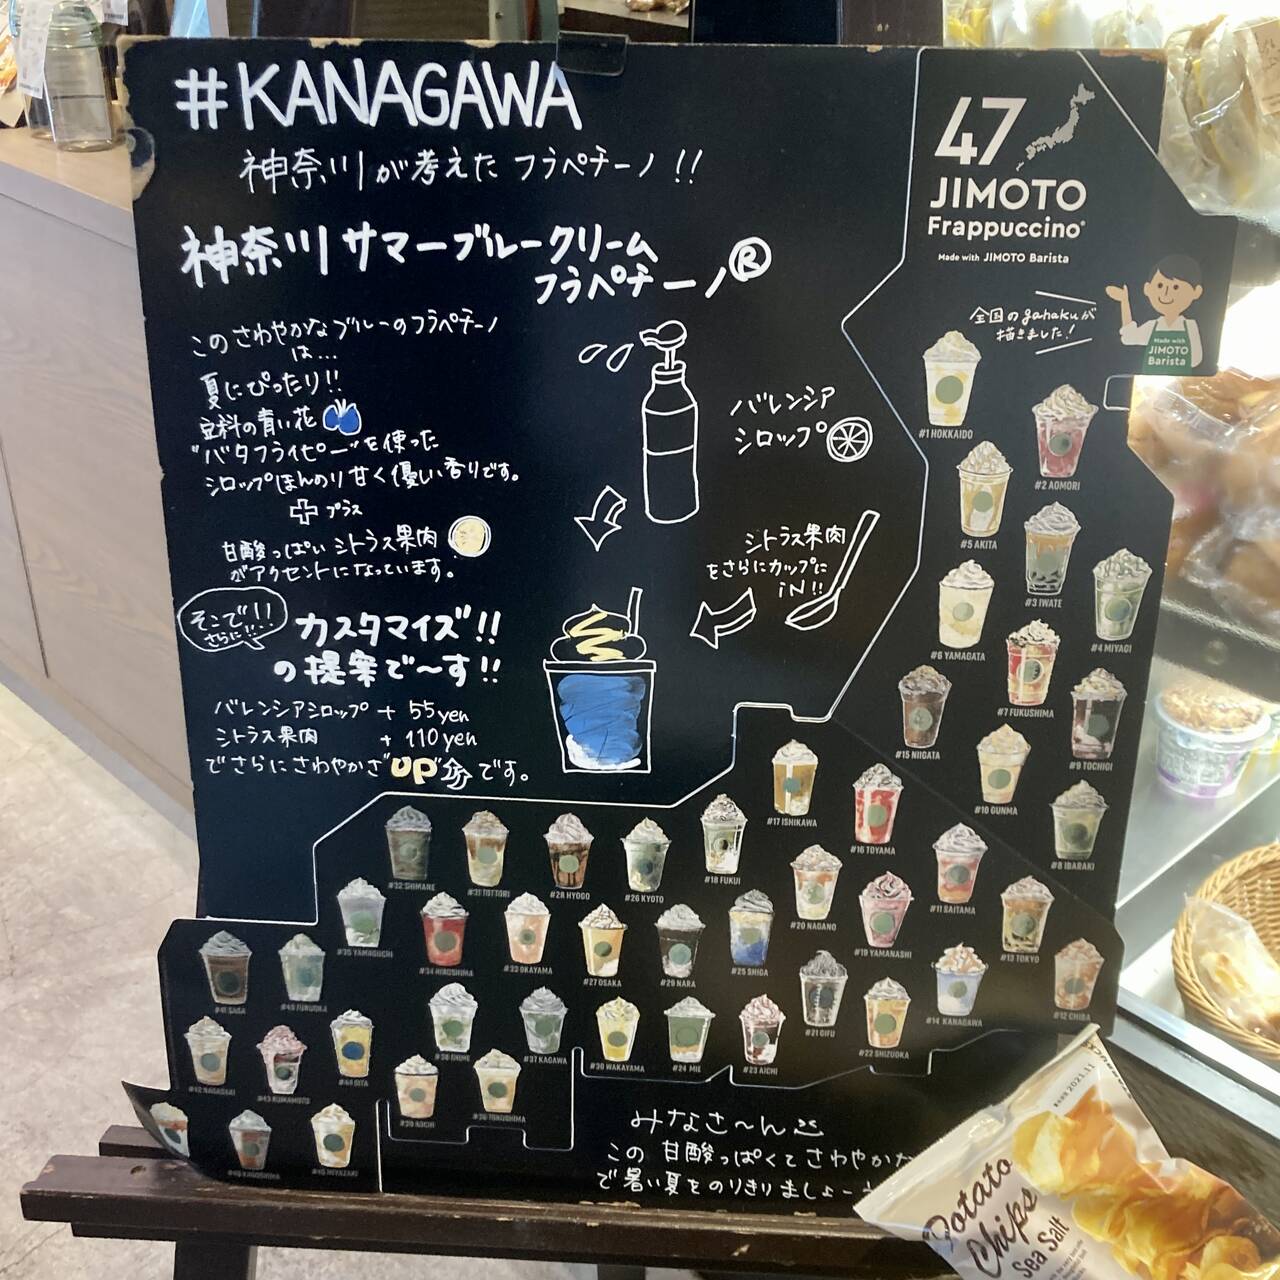 #KANAGAWA
神奈川が考えたフラペチーノ!!
神奈川サマーブルークリーム
フラペチーノ®
このさわやかなブルーのフラペチーノ
は...
夏にぴったり!!
豆科の青い花
"バタフライピー"を使った
シロップほんのり甘く優しい香りです。
プラス
甘酸っぱいシトラス果肉
がアクセントになっています。
そこで!!
さらに!!
カスタマイズ!!
の提案で〜す!!
バレンシアシロップ + 55yen
シトラス果肉 + 110yen
でさらにさわやかさ"UP"です。
バレンシア
シロップ
シトラス果肉
をさらにカップに
iN!!
47
JIMOTO
Frappuccino®
Made with JIMOTO Barista
全国のgahakuが
描きました!
Made with
JIMOTO
Barista
#1 HOKKAIDO
#2 AOMORI
#5 AKITA
#3 IWATE
#4 MIYAGI
#6 YAMAGATA
#7 FUKUSHIMA
#15 NIIGATA
#9 TOCHIGI
#10 GUNMA
#8 IBARAKI
#17 ISHIKAWA
#16 TOYAMA
#32 SHIMANE
#31 TOTTORI
#28 HYOGO
#26 KYOTO
#18 FUKUI
#20 NAGANO
#11 SAITAMA
#35 YAMAGUCHI
#34 HIROSHIMA
#33 OKAYAMA
#27 OSAKA
#29 NARA
#25 SHIGA
#19 YAMANASHI
#13 TOKYO
#41 SAGA
#40 FUKUOKA
#38 EHIME
#37 KAGAWA
#30 WAKAYAMA
#24 MIE
#23 AICHI
#21 GIFU
#22 SHIZUOKA
#14 KANAGAWA
#12 CHIBA
#42 NAGASAKI
#43 KUMAMOTO
#44 OITA
#39 KOCHI
#36 TOKUSHIMA
#46 KAGOSHIMA
#45 MIYAZAKI
みなさ〜ん
この甘酸っぱくてさわやかな
で暑い夏をのりきりましょー
Potato
Chips
Sea Salt